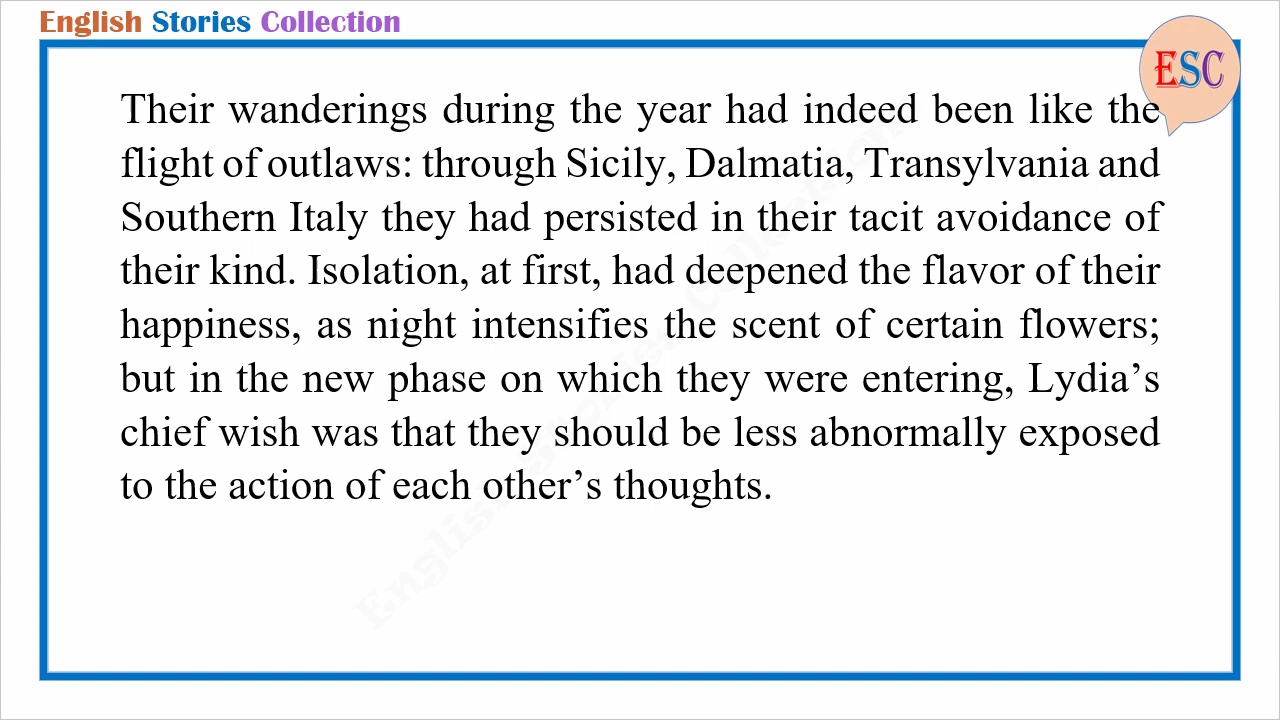 English Stories Collection
ESC
Their wanderings during the year had indeed been like the
flight of outlaws: through Sicily, Dalmatia, Transylvania and
Southern Italy they had persisted in their tacit avoidance of
their kind. Isolation, at first, had deepened the flavor of their
happiness, as night intensifies the scent of certain flowers;
but in the new phase on which they were entering, Lydia’s
chief wish was that they should be less abnormally exposed
to the action of each other’s thoughts.
English Stories Collection